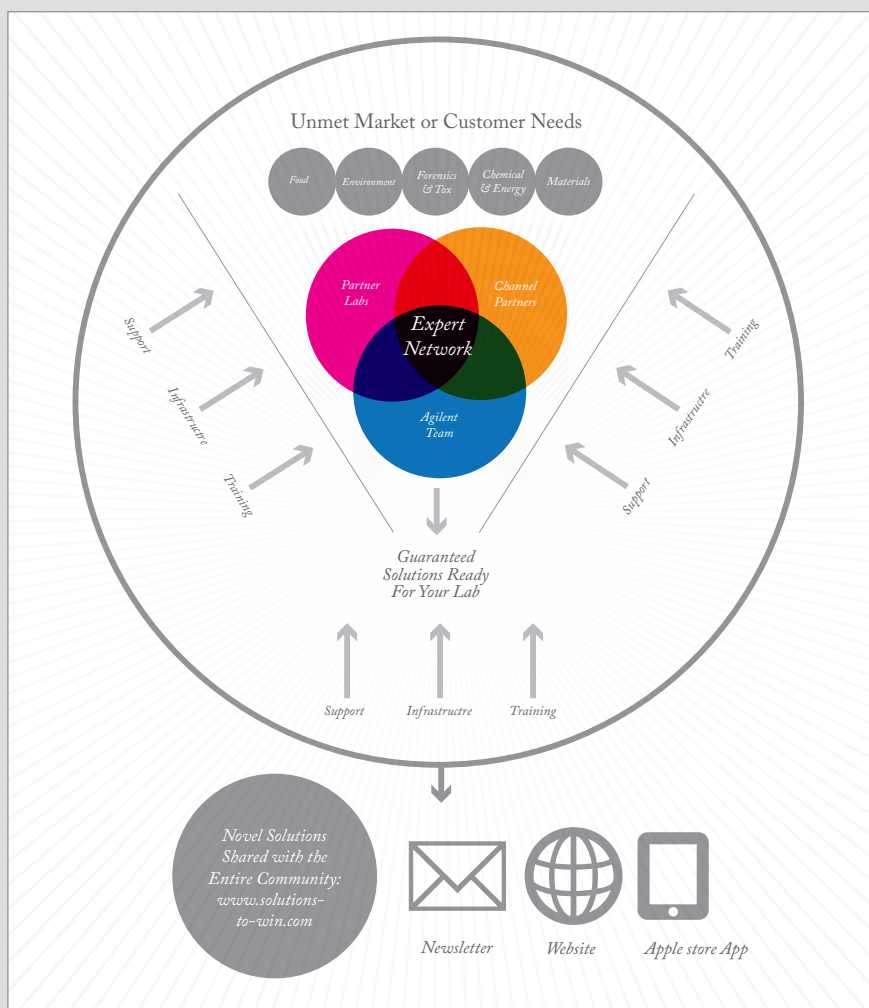 Unmet Market or Customer Needs
Food
Environment
Forensics
& Tox
Chemical
& Energy
Materials
Partner
Labs
Channel
Partners
Expert
Network
Agilent
Team
Support
Infrastructre
Training
Training
Infrastructre
Support
Guaranteed
Solutions Ready
For Your Lab
Support
Infrastructre
Training
Novel Solutions
Shared with the
Entire Community:
www.solutions-
to-win.com
Newsletter
Website
Apple store App